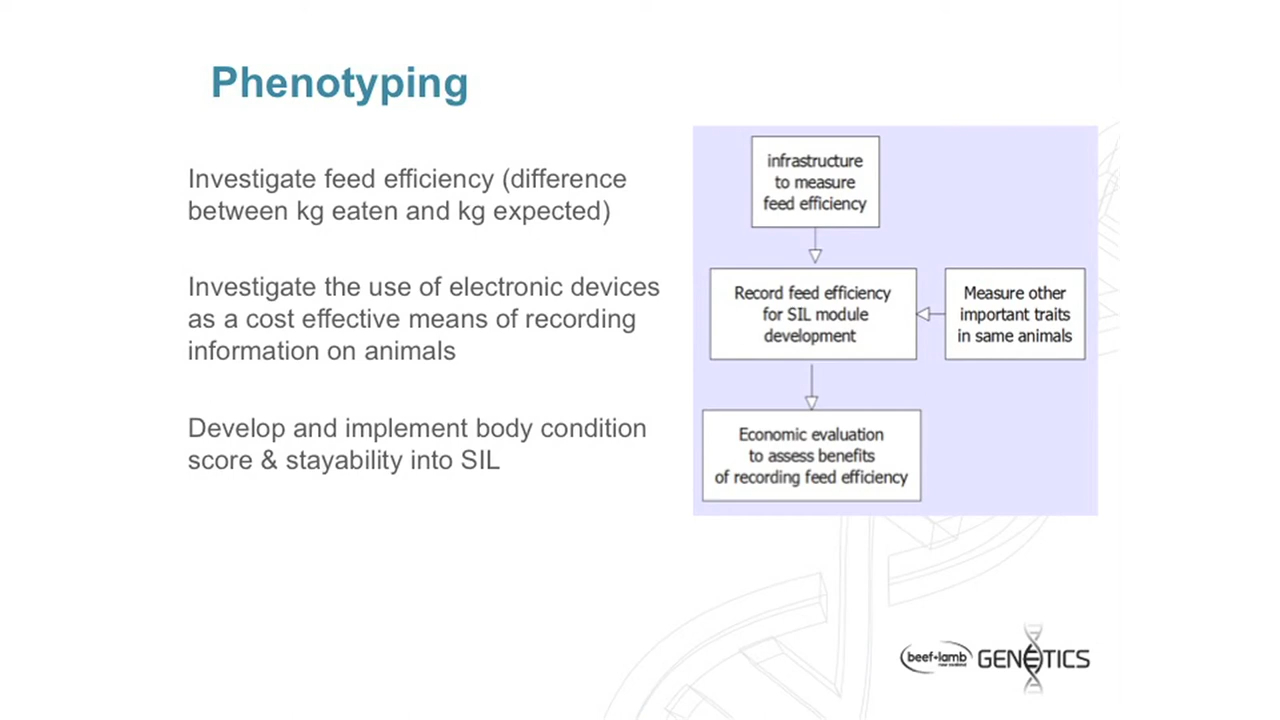 Phenotyping
Investigate feed efficiency (difference
between kg eaten and kg expected)
Investigate the use of electronic devices
as a cost effective means of recording
information on animals
Develop and implement body condition
score & stayability into SIL
infrastructure
to measure
feed efficiency
Record feed efficiency
for SIL module
development
Measure other
important traits
in same animals
Economic evaluation
to assess benefits
of recording feed efficiency
beef+lamb
new zealand
GENETICS